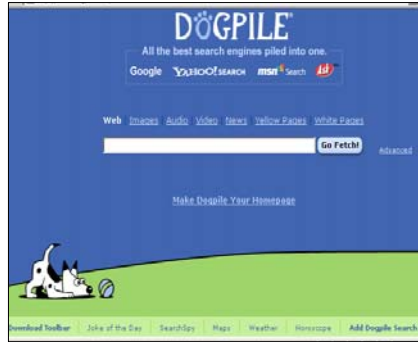 DOGPILE
All the best search engines piled into one.
Google YAHOO! SEARCH msn Search Ask
Web Images Audio Video News Yellow Pages White Pages
Go Fetch! Advanced
Make Dogpile Your Homepage
Download Toolbar Joke of the Day SearchSpy Maps Weather Horoscope Add Dogpile Search